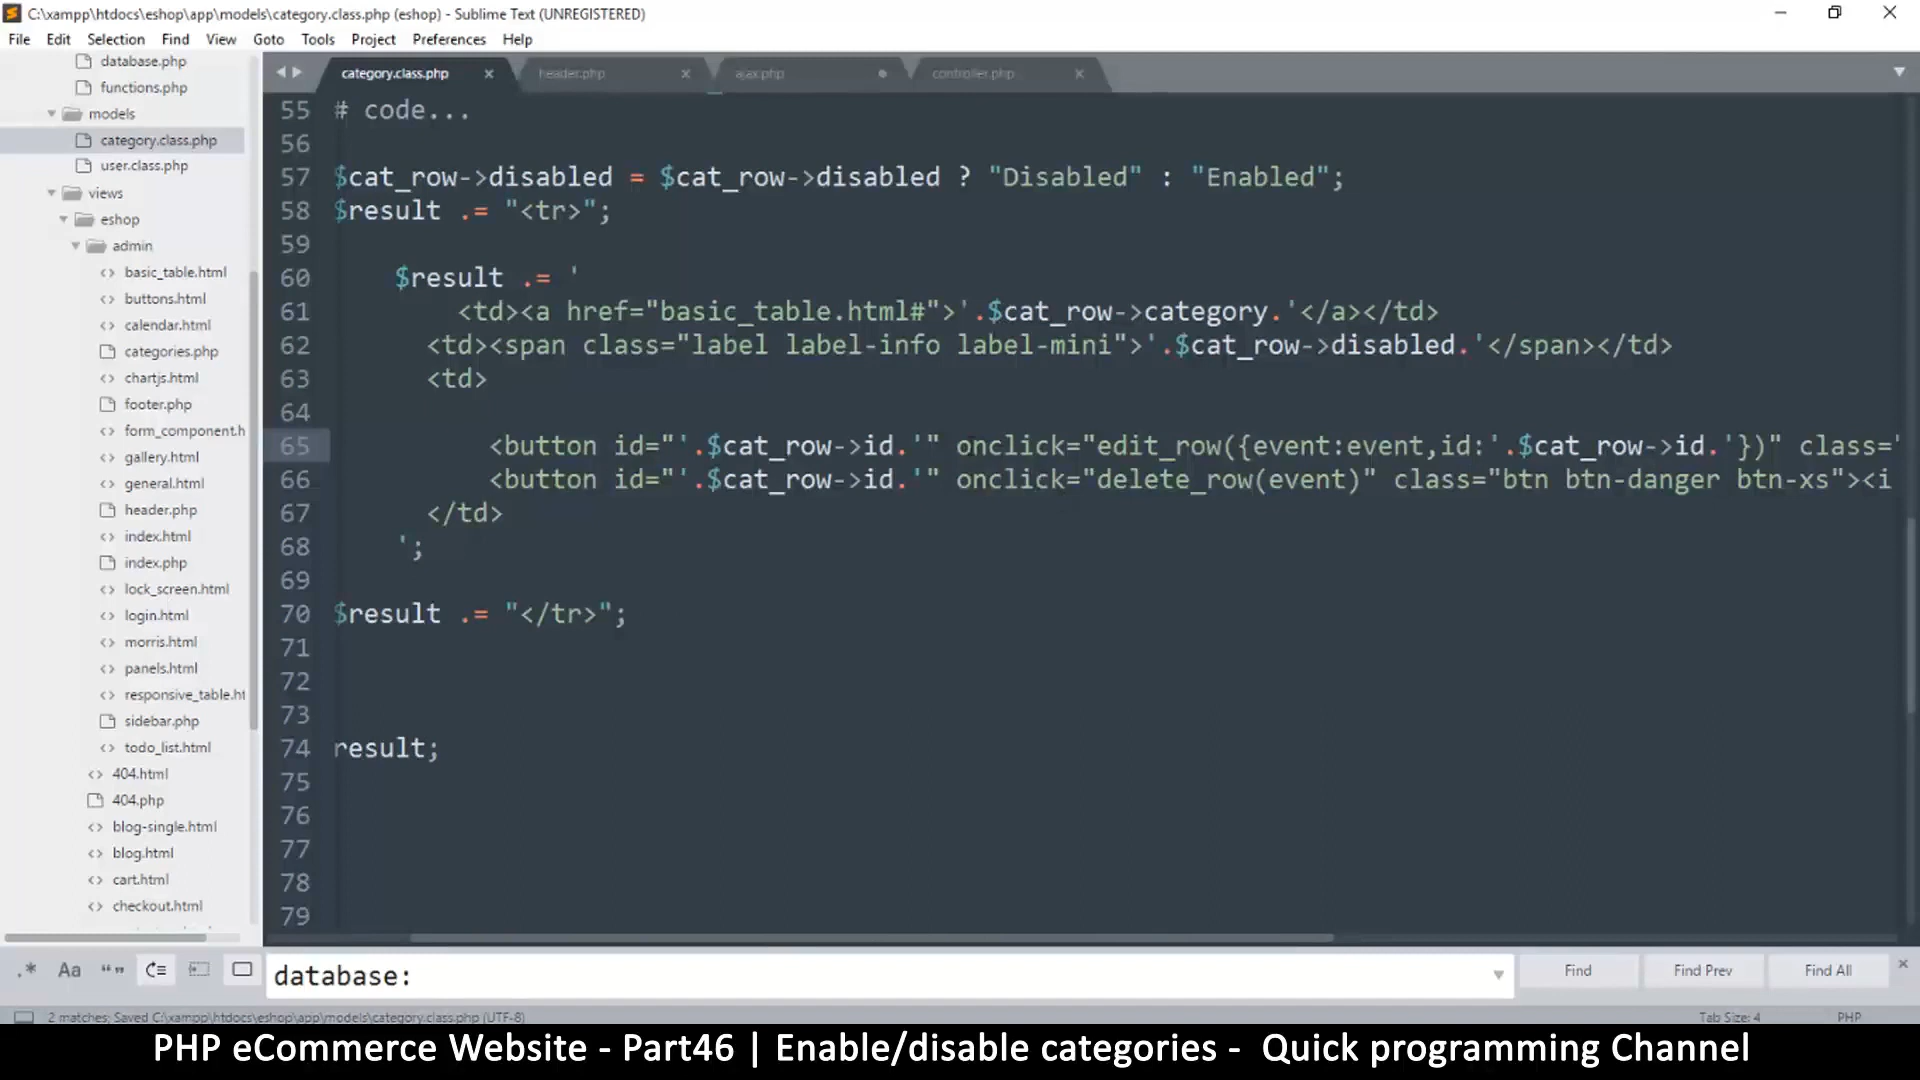 C:\xampp\htdocs\eshop\app\models\category.class.php (eshop) - Sublime Text (UNREGISTERED)
File Edit Selection Find View Goto Tools Project Preferences Help
database.php
functions.php
models
category.class.php
user.class.php
views
eshop
admin
basic_table.html
buttons.html
calendar.html
categories.php
chartjs.html
footer.php
form_component.h
gallery.html
general.html
header.php
index.html
index.php
lock_screen.html
login.html
morris.html
panels.html
responsive_table.ht
sidebar.php
todo_list.html
404.html
404.php
blog-single.html
blog.html
cart.html
checkout.html
category.class.php header.php ajax.php controller.php
55 # code...
56
57 $cat_row->disabled = $cat_row->disabled ? "Disabled" : "Enabled";
58 $result .= "<tr>";
59
60 $result .= '
61 <td><a href="basic_table.html#">'.$cat_row->category.'</a></td>
62 <td><span class="label label-info label-mini">'.$cat_row->disabled.'</span></td>
63 <td>
64
65 <button id="'.$cat_row->id.'" onclick="edit_row({event:event,id:'.$cat_row->id.'})" class='
66 <button id="'.$cat_row->id.'" onclick="delete_row(event)" class="btn btn-danger btn-xs"><i
67 </td>
68 ';
69
70 $result .= "</tr>";
71
72
73
74 result;
75
76
77
78
79
.* Aa “” database: Find Find Prev Find All
2 matches; Saved C:\xampp\htdocs\eshop\app\models\category.class.php (UTF-8) Tab Size: 4 PHP
PHP eCommerce Website - Part46 | Enable/disable categories - Quick programming Channel